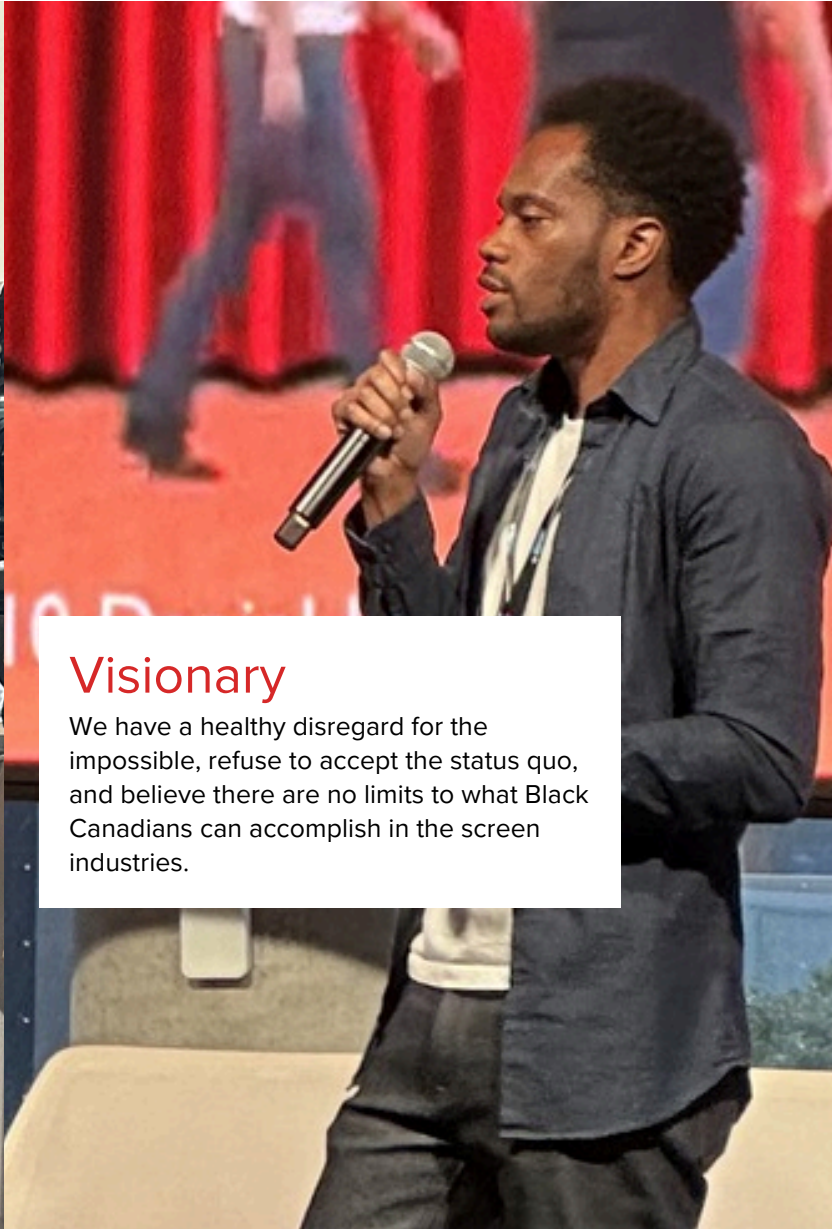 Visionary
We have a healthy disregard for the
impossible, refuse to accept the status quo,
and believe there are no limits to what Black
Canadians can accomplish in the screen
industries.